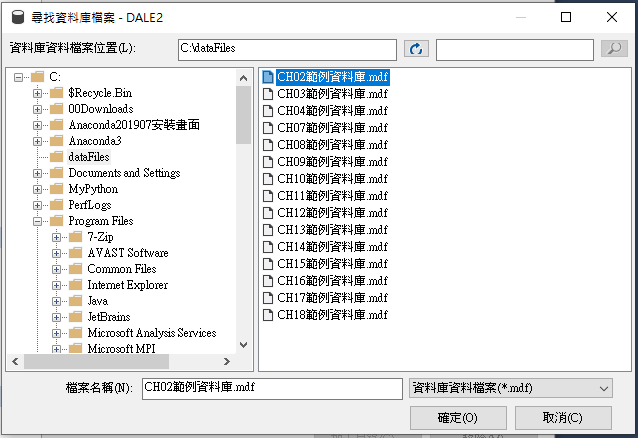 尋找資料庫檔案 - DALE2
資料庫資料檔案位置(L):
C:\dataFiles
C:
$Recycle.Bin
00Downloads
Anaconda201907安裝畫面
Anaconda3
dataFiles
Documents and Settings
MyPython
PerfLogs
Program Files
7-Zip
AVAST Software
Common Files
Internet Explorer
Java
JetBrains
Microsoft Analysis Services
Microsoft MPI
CH02範例資料庫.mdf
CH03範例資料庫.mdf
CH04範例資料庫.mdf
CH07範例資料庫.mdf
CH08範例資料庫.mdf
CH09範例資料庫.mdf
CH10範例資料庫.mdf
CH11範例資料庫.mdf
CH12範例資料庫.mdf
CH13範例資料庫.mdf
CH14範例資料庫.mdf
CH15範例資料庫.mdf
CH16範例資料庫.mdf
CH17範例資料庫.mdf
CH18範例資料庫.mdf
檔案名稱(N):
CH02範例資料庫.mdf
資料庫資料檔案(*.mdf)
確定(O)
取消(C)